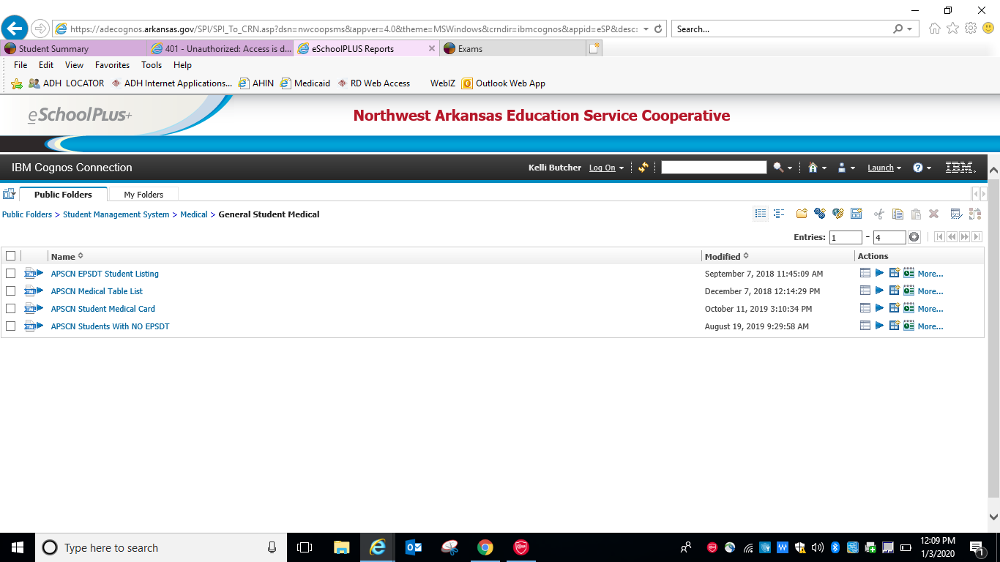 https://adecognos.arkansas.gov/SPI/SPI_To_CRN.asp?dsn=nwcoopsms&appver=4.0&theme=MSWindows&crndir=ibmcognos&appid=eSP&desc=
Search...
Student Summary
401 - Unauthorized: Access is d...
eSchoolPLUS Reports
Exams
File Edit View Favorites Tools Help
ADH LOCATOR ADH Internet Applications... AHIN Medicaid RD Web Access WebIZ Outlook Web App
eSchoolPLUS+
Northwest Arkansas Education Service Cooperative
IBM Cognos Connection
Kelli Butcher Log On Launch IBM.
Public Folders My Folders
Public Folders > Student Management System > Medical > General Student Medical
Entries: 1 - 4
Name Modified Actions
APSCN EPSDT Student Listing September 7, 2018 11:45:09 AM More...
APSCN Medical Table List December 7, 2018 12:14:29 PM More...
APSCN Student Medical Card October 11, 2019 3:10:34 PM More...
APSCN Students With NO EPSDT August 19, 2019 9:29:58 AM More...
Type here to search
12:09 PM
1/3/2020
1